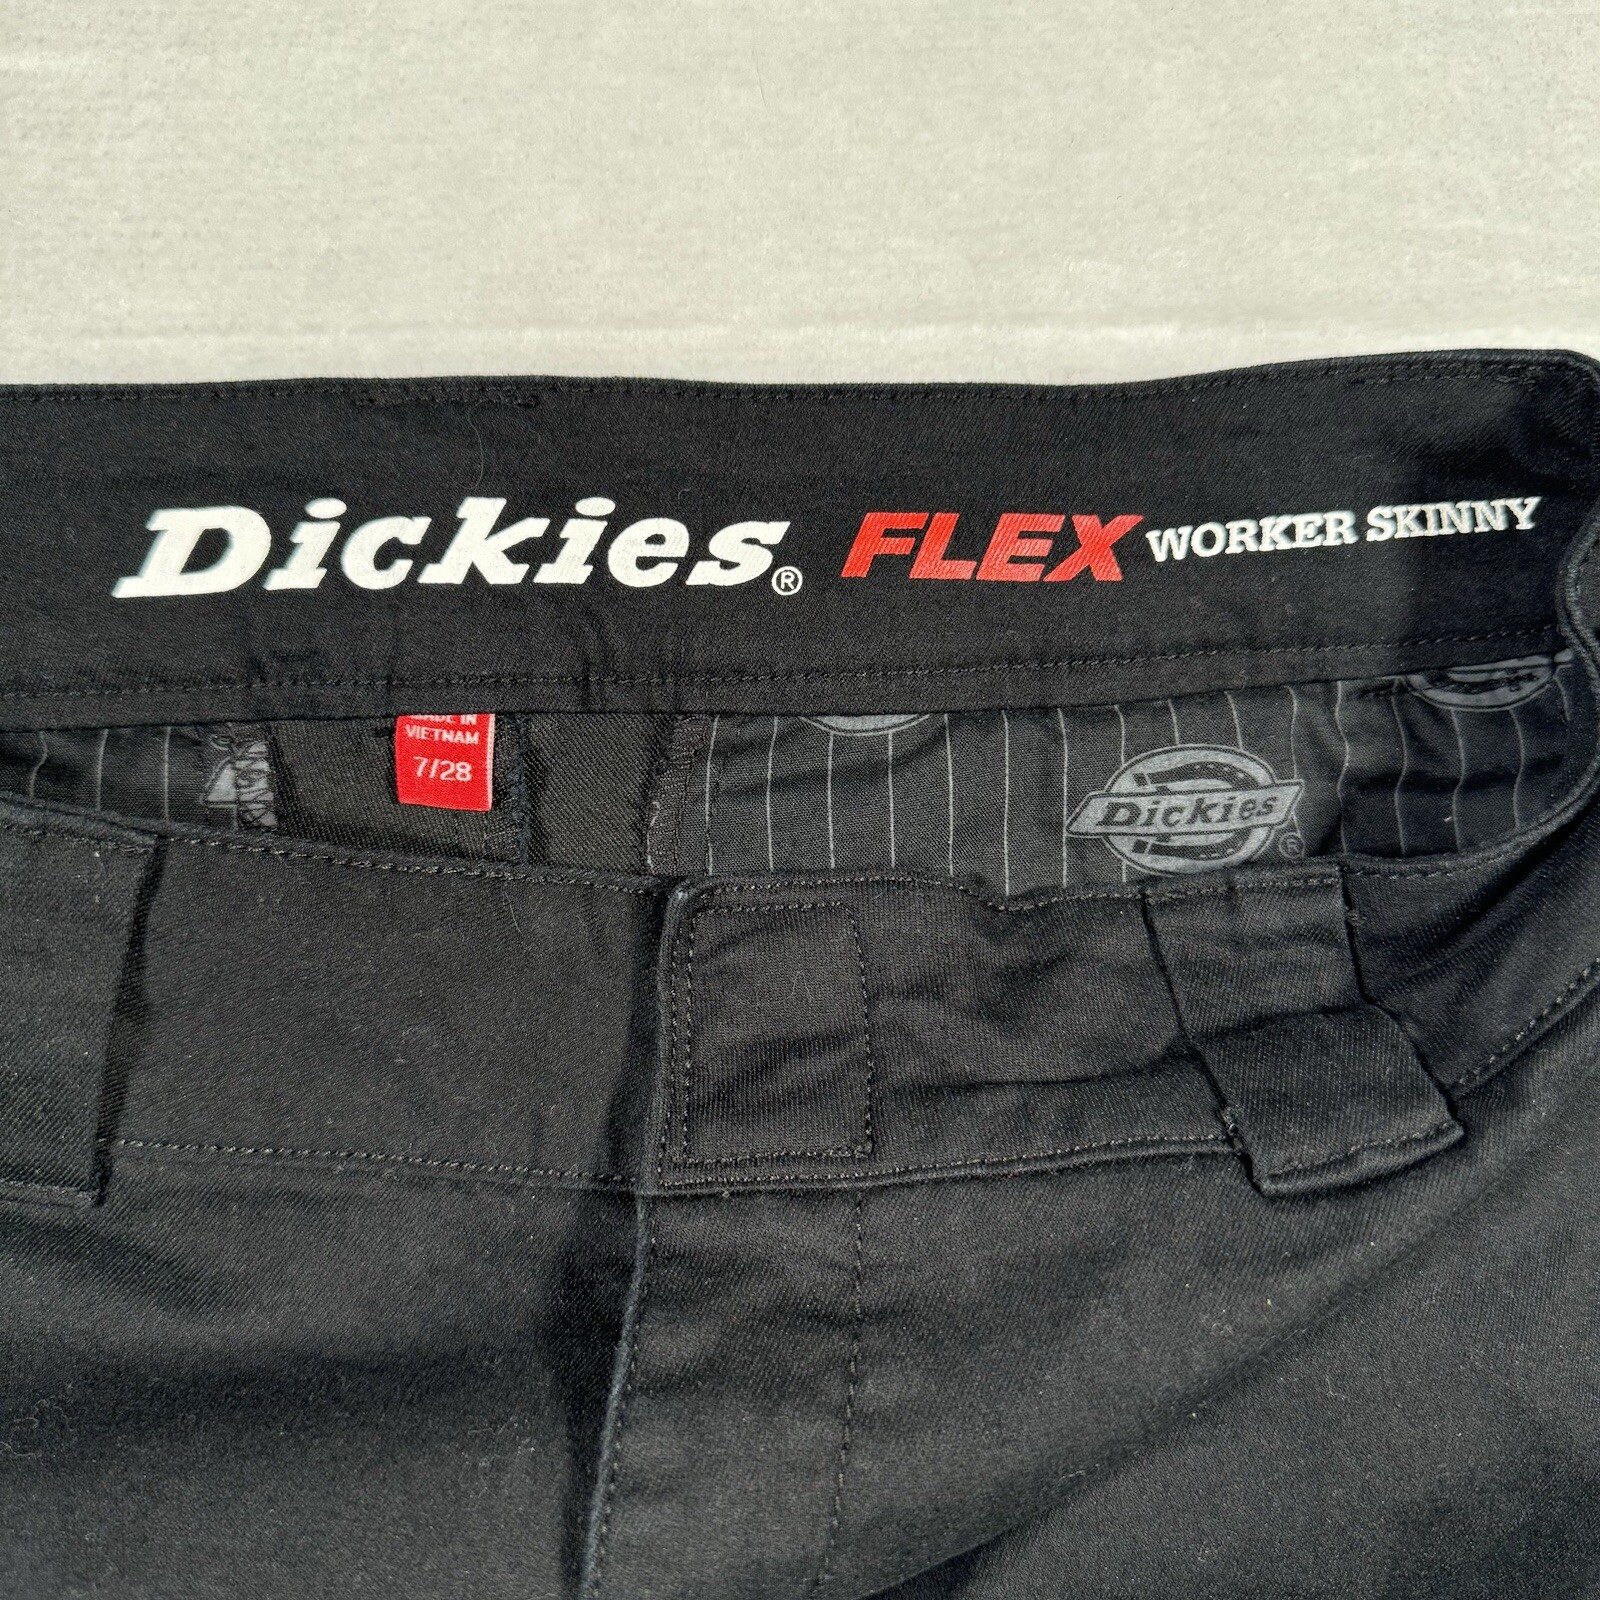 Dickies® FLEX WORKER SKINNY
MADE IN
VIETNAM
7/28
Dickies®